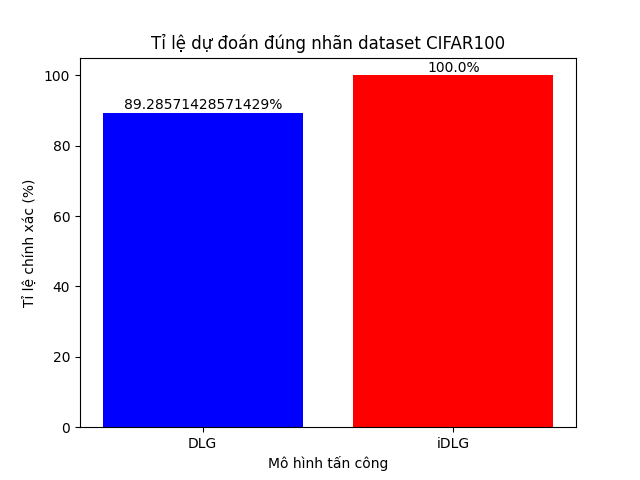 Tỉ lệ dự đoán đúng nhãn dataset CIFAR100
100.0%
89.28571428571429%
100
80
60
40
20
0
Tỉ lệ chính xác (%)
DLG
iDLG
Mô hình tấn công